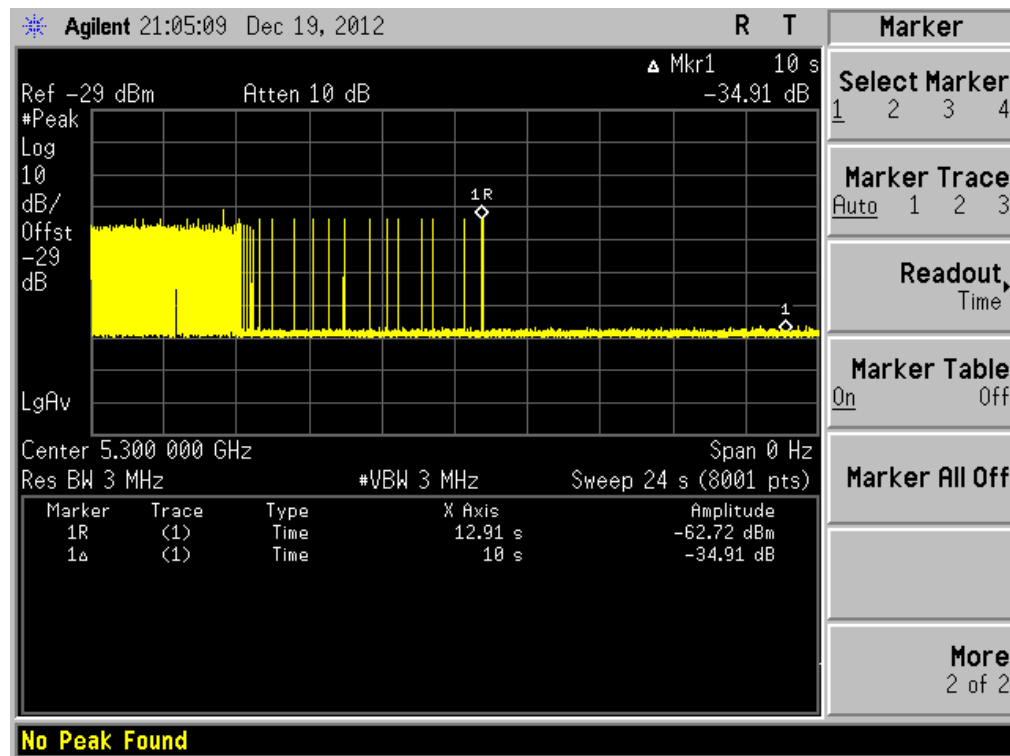 Agilent 21:05:09 Dec 19, 2012 R T
Δ Mkr1 10 s
Ref -29 dBm Atten 10 dB -34.91 dB
#Peak
Log
10
dB/
Offst
-29
dB
1R
1
LgAv
Center 5.300 000 GHz Span 0 Hz
Res BW 3 MHz #VBW 3 MHz Sweep 24 s (8001 pts)
Marker Trace Type X Axis Amplitude
1R (1) Time 12.91 s -62.72 dBm
1Δ (1) Time 10 s -34.91 dB
No Peak Found
Marker
Select Marker
1 2 3 4
Marker Trace
Auto 1 2 3
Readout
Time
Marker Table
On Off
Marker All Off
More
2 of 2